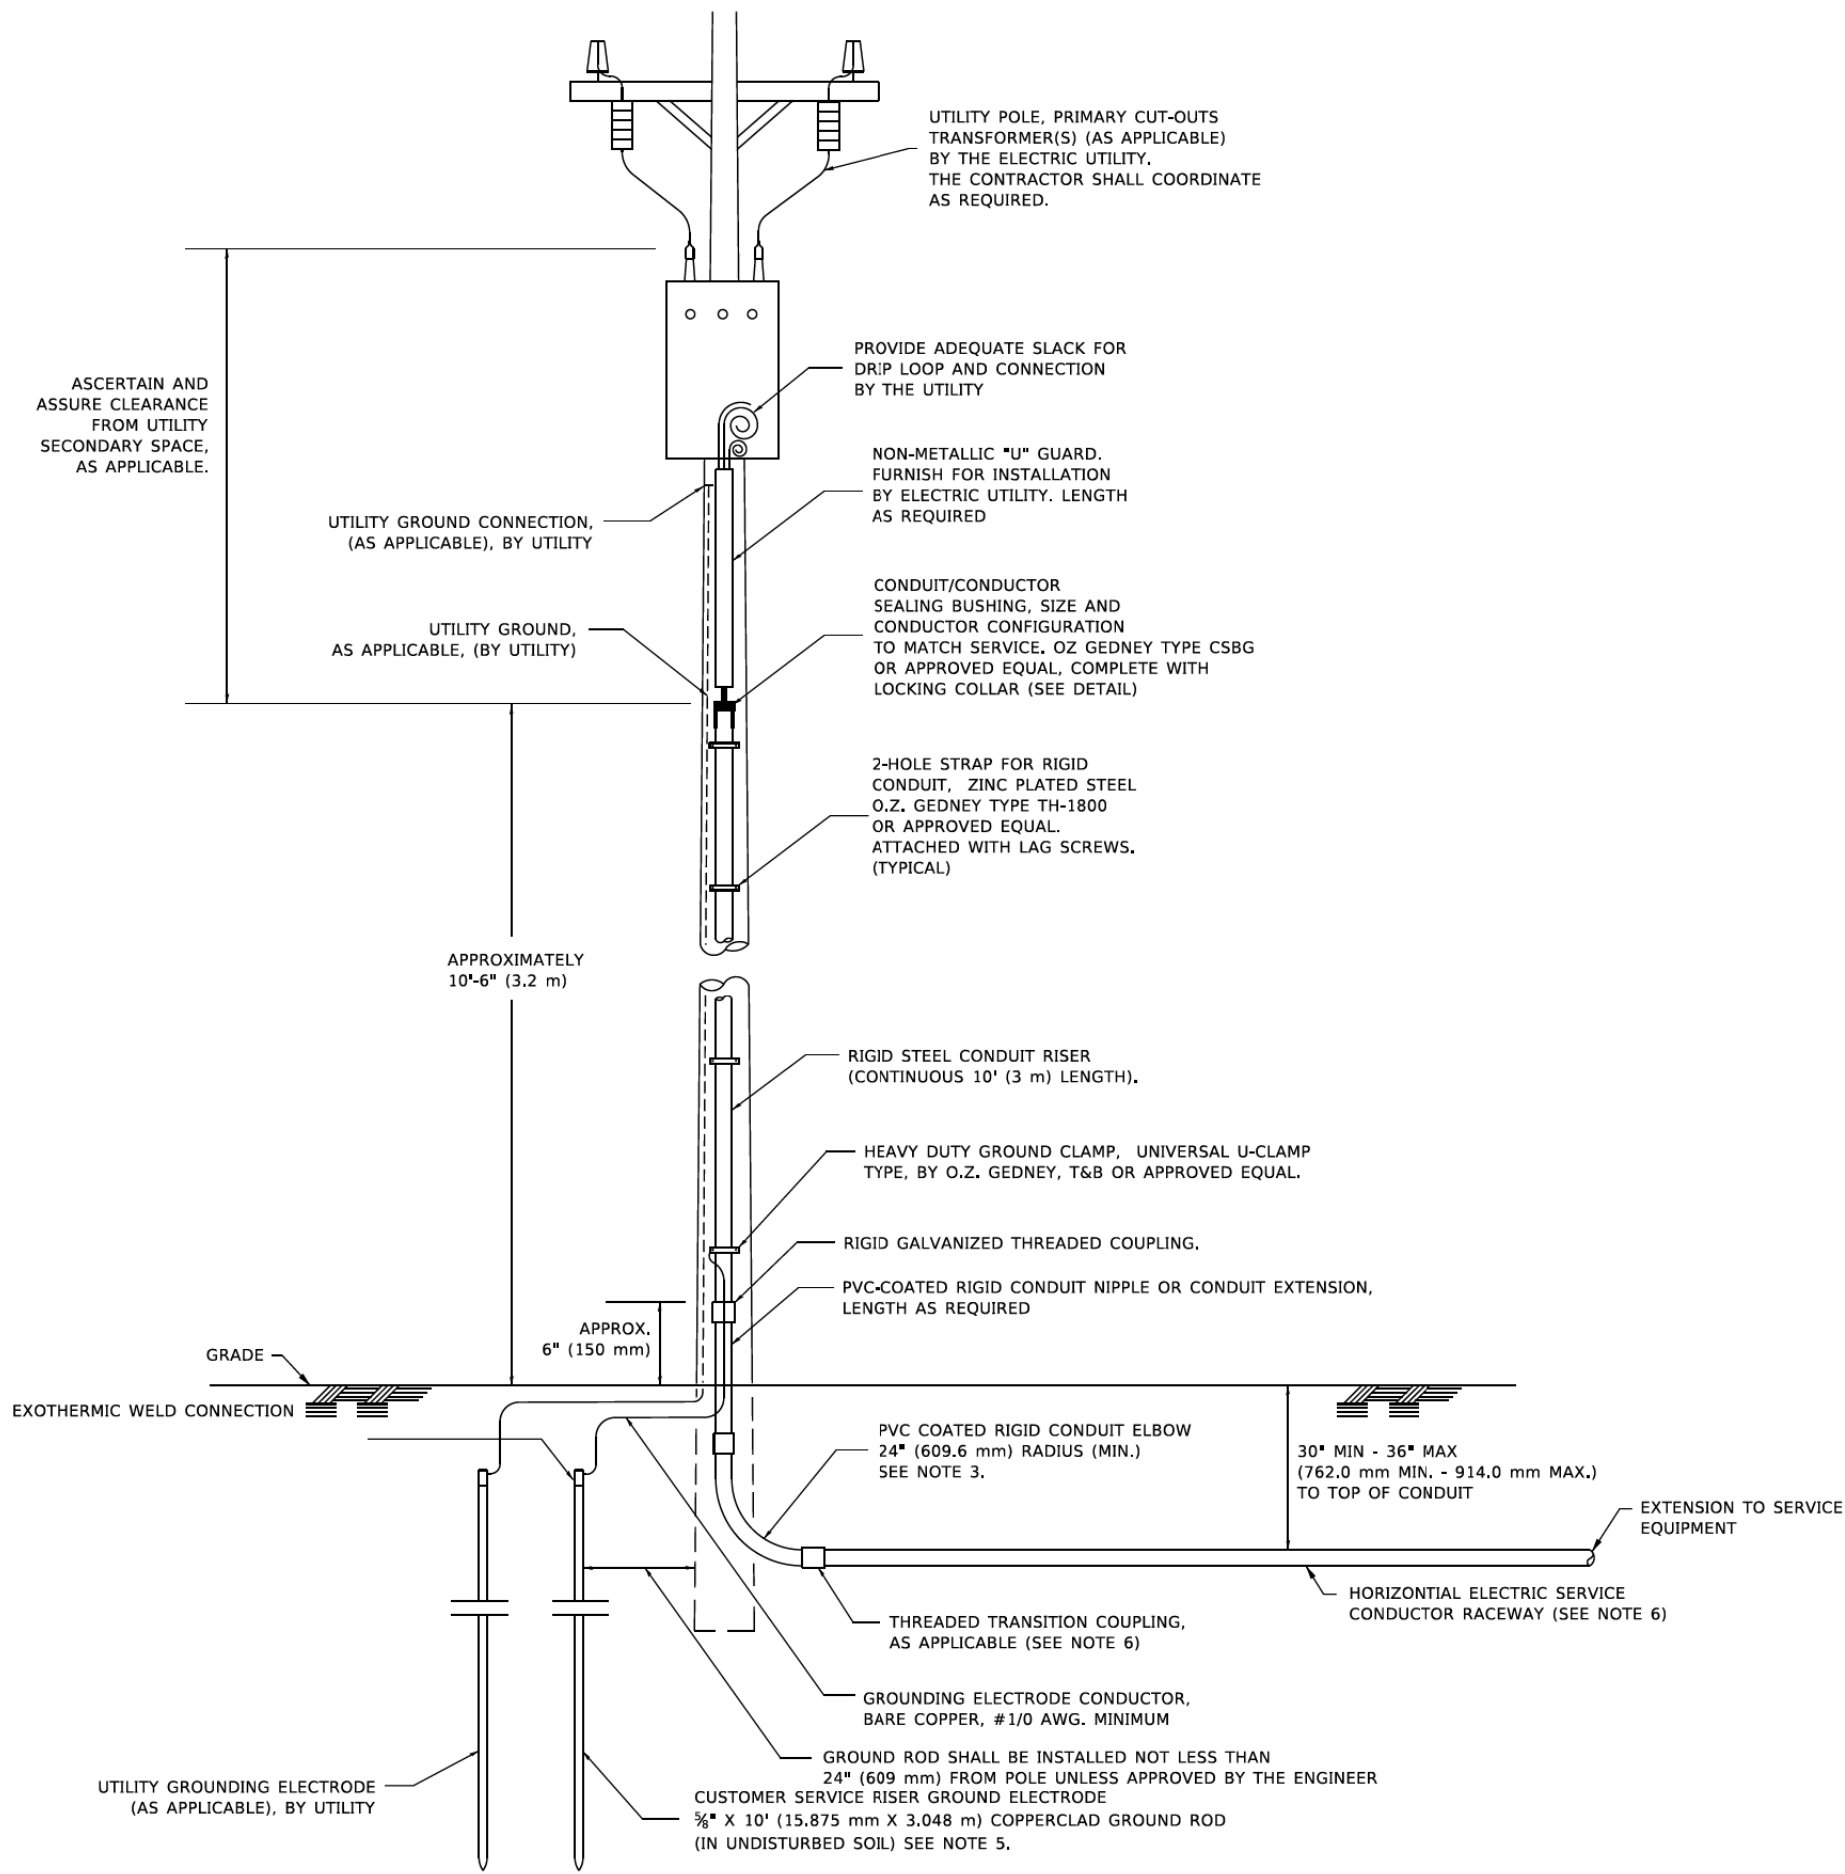 UTILITY POLE, PRIMARY CUT-OUTS
TRANSFORMER(S) (AS APPLICABLE)
BY THE ELECTRIC UTILITY.
THE CONTRACTOR SHALL COORDINATE
AS REQUIRED.
PROVIDE ADEQUATE SLACK FOR
DRIP LOOP AND CONNECTION
BY THE UTILITY
ASCERTAIN AND
ASSURE CLEARANCE
FROM UTILITY
SECONDARY SPACE,
AS APPLICABLE.
NON-METALLIC "U" GUARD.
FURNISH FOR INSTALLATION
BY ELECTRIC UTILITY. LENGTH
AS REQUIRED
UTILITY GROUND CONNECTION,
(AS APPLICABLE), BY UTILITY
CONDUIT/CONDUCTOR
SEALING BUSHING, SIZE AND
CONDUCTOR CONFIGURATION
TO MATCH SERVICE. OZ GEDNEY TYPE CSBG
OR APPROVED EQUAL, COMPLETE WITH
LOCKING COLLAR (SEE DETAIL)
UTILITY GROUND,
AS APPLICABLE, (BY UTILITY)
2-HOLE STRAP FOR RIGID
CONDUIT, ZINC PLATED STEEL
O.Z. GEDNEY TYPE TH-1800
OR APPROVED EQUAL.
ATTACHED WITH LAG SCREWS.
(TYPICAL)
APPROXIMATELY
10'-6" (3.2 m)
RIGID STEEL CONDUIT RISER
(CONTINUOUS 10' (3 m) LENGTH).
HEAVY DUTY GROUND CLAMP, UNIVERSAL U-CLAMP
TYPE, BY O.Z. GEDNEY, T&B OR APPROVED EQUAL.
RIGID GALVANIZED THREADED COUPLING.
PVC-COATED RIGID CONDUIT NIPPLE OR CONDUIT EXTENSION,
LENGTH AS REQUIRED
APPROX.
6" (150 mm)
GRADE
EXOTHERMIC WELD CONNECTION
PVC COATED RIGID CONDUIT ELBOW
24" (609.6 mm) RADIUS (MIN.)
SEE NOTE 3.
30" MIN - 36" MAX
(762.0 mm MIN. - 914.0 mm MAX.)
TO TOP OF CONDUIT
EXTENSION TO SERVICE
EQUIPMENT
HORIZONTIAL ELECTRIC SERVICE
CONDUCTOR RACEWAY (SEE NOTE 6)
THREADED TRANSITION COUPLING,
AS APPLICABLE (SEE NOTE 6)
GROUNDING ELECTRODE CONDUCTOR,
BARE COPPER, #1/0 AWG. MINIMUM
GROUND ROD SHALL BE INSTALLED NOT LESS THAN
24" (609 mm) FROM POLE UNLESS APPROVED BY THE ENGINEER
UTILITY GROUNDING ELECTRODE
(AS APPLICABLE), BY UTILITY
CUSTOMER SERVICE RISER GROUND ELECTRODE
⅝" X 10' (15.875 mm X 3.048 m) COPPERCLAD GROUND ROD
(IN UNDISTURBED SOIL) SEE NOTE 5.